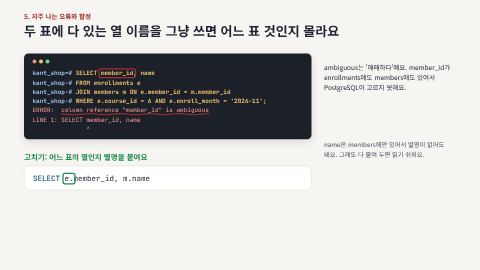 5. 자주 나는 오류와 함정
두 표에 다 있는 열 이름을 그냥 쓰면 어느 표 것인지 몰라요
kant_shop=# SELECT member_id, name
kant_shop-# FROM enrollments e
kant_shop-# JOIN members m ON e.member_id = m.member_id
kant_shop-# WHERE e.course_id = 6 AND e.enroll_month = '2026-11';
ERROR:  column reference "member_id" is ambiguous
LINE 1: SELECT member_id, name
^
ambiguous는 '애매하다'예요. member_id가
enrollments에도 members에도 있어서
PostgreSQL이 고르지 못해요.
name은 members에만 있어서 별명이 없어도
돼요. 그래도 다 붙여 두면 읽기 쉬워요.
고치기: 어느 표의 열인지 별명을 붙여요
SELECT e.member_id, m.name